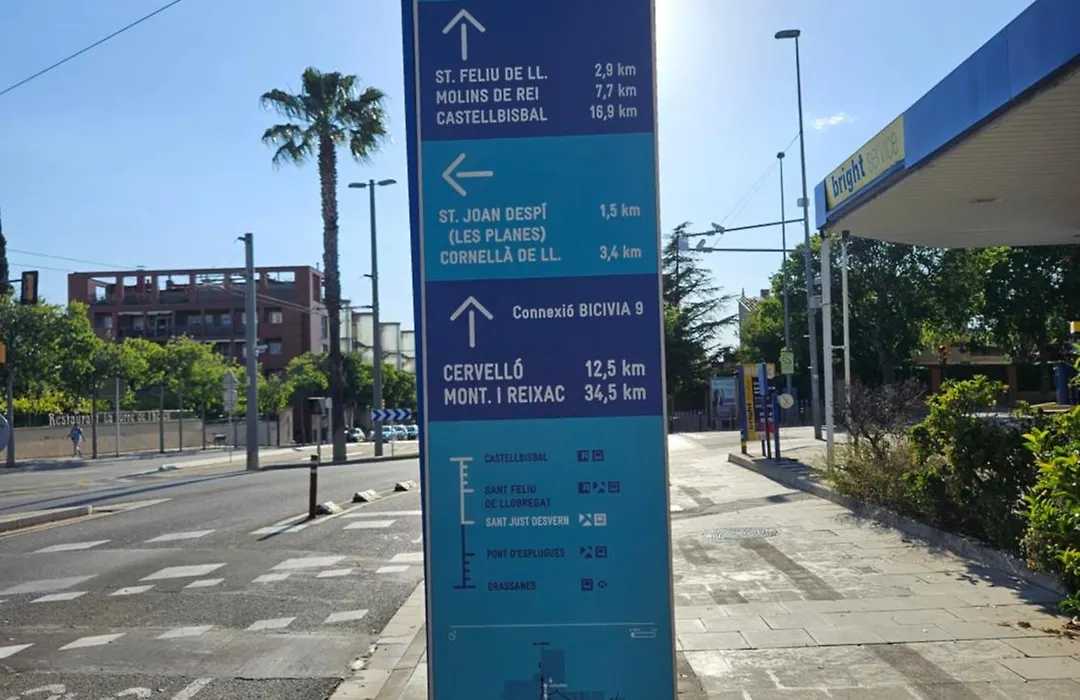 ST. FELIU DE LL. 2,9 km
MOLINS DE REI 7,7 km
CASTELLBISBAL 16,9 km
ST. JOAN DESPÍ 1,5 km
(LES PLANES)
CORNELLÀ DE LL. 3,4 km
Connexió BICIVIA 9
CERVELLÓ 12,5 km
MONT. I REIXAC 34,5 km
CASTELLBISBAL
SANT FELIU
DE LLOBREGAT
SANT JUST DESVERN
PONT D'ESPLUGUES
DRASSANES
bright service
Restaurant